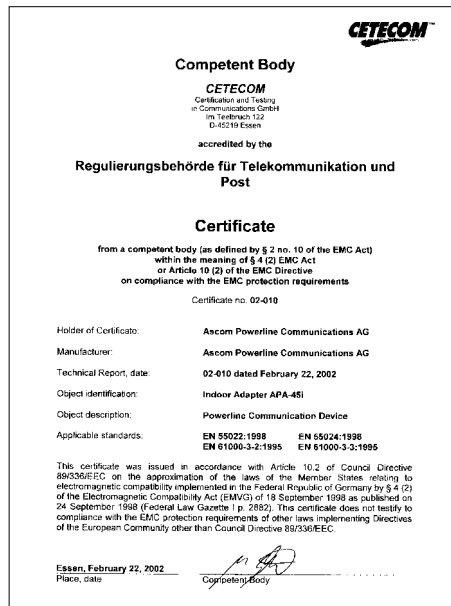 CETECOM™
Competent Body
CETECOM
Certification and Testing
in Communications GmbH
Im Teelbruch 122
D-45219 Essen
accredited by the
Regulierungsbehörde für Telekommunikation und
Post
Certificate
from a competent body (as defined by § 2 no. 10 of the EMC Act)
within the meaning of § 4 (2) EMC Act
or Article 10 (2) of the EMC Directive
on compliance with the EMC protection requirements
Certificate no. 02-010
Holder of Certificate: Ascom Powerline Communications AG
Manufacturer: Ascom Powerline Communications AG
Technical Report, date: 02-010 dated February 22, 2002
Object identification: Indoor Adapter APA-45i
Object description: Powerline Communication Device
Applicable standards: EN 55022:1998 EN 55024:1998
EN 61000-3-2:1995 EN 61000-3-3:1995
This certificate was issued in accordance with Article 10.2 of Council Directive
89/336/EEC on the approximation of the laws of the Member States relating to
electromagnetic compatibility implemented in the Federal Republic of Germany by § 4 (2)
of the Electromagnetic Compatibility Act (EMVG) of 18 September 1998 as published on
24 September 1998 (Federal Law Gazette I p. 2882). This certificate does not testify to
compliance with the EMC protection requirements of other laws implementing Directives
of the European Community other than Council Directive 89/336/EEC.
Essen, February 22, 2002
Place, date Competent Body